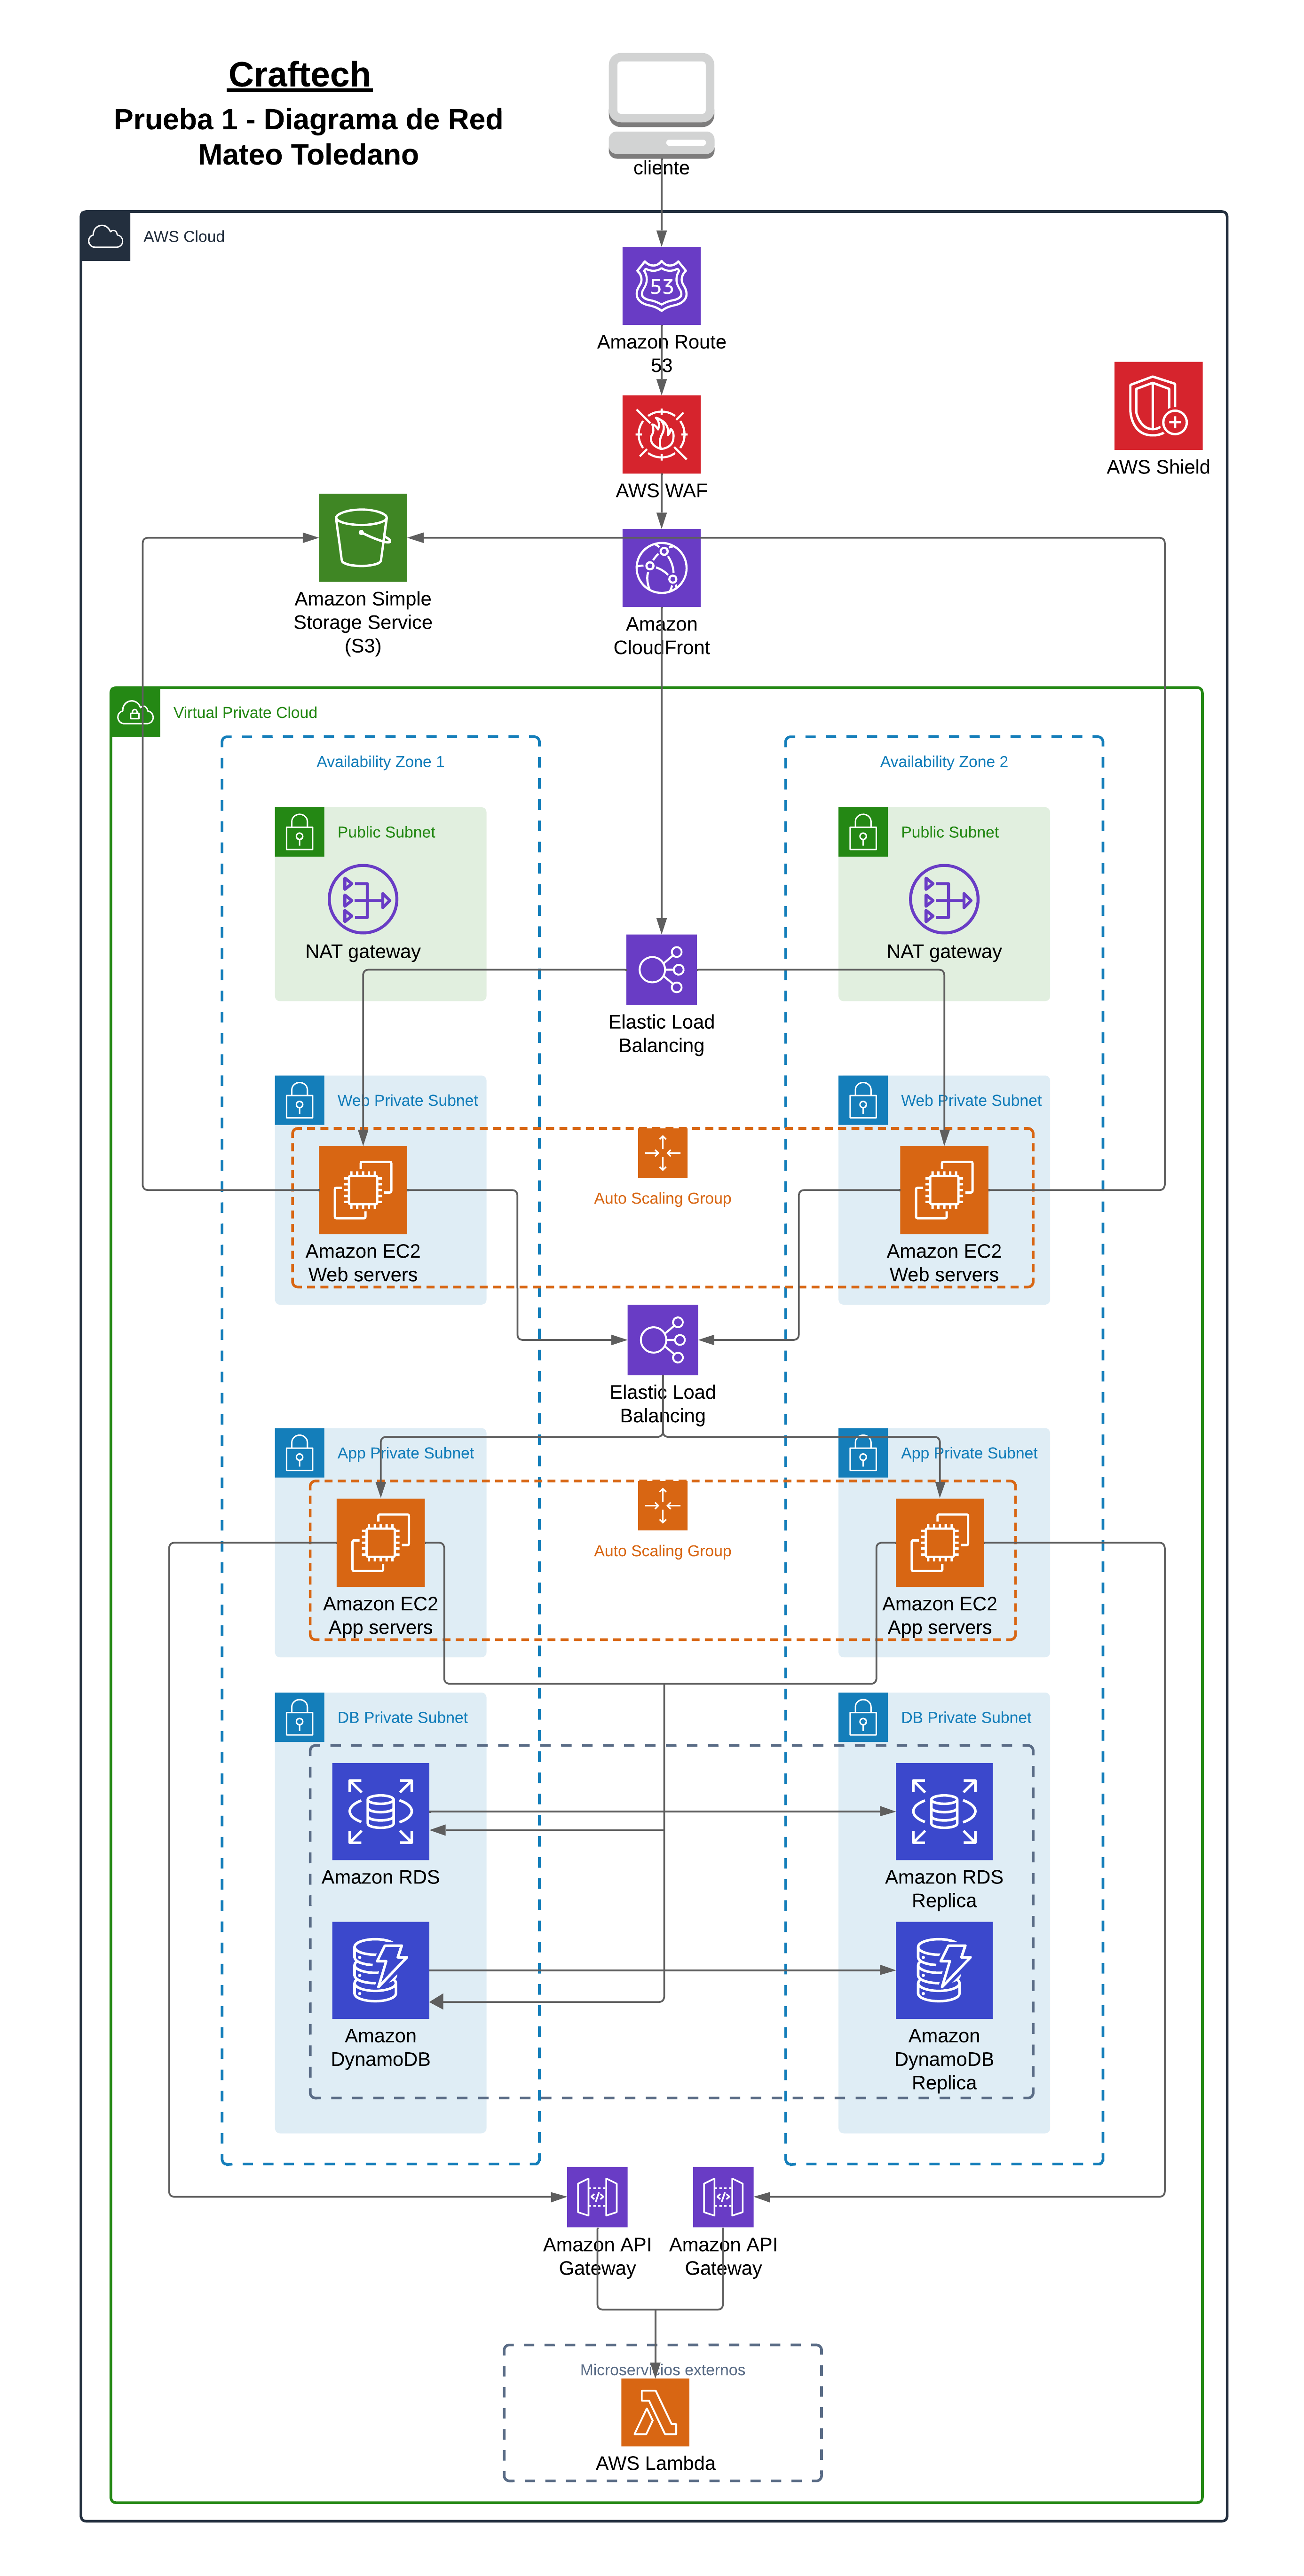 Craftech
Prueba 1 - Diagrama de Red
Mateo Toledano
cliente
AWS Cloud
53
Amazon Route
53
AWS Shield
AWS WAF
Amazon Simple
Storage Service
(S3)
Amazon
CloudFront
Virtual Private Cloud
Availability Zone 1
Availability Zone 2
Public Subnet
Public Subnet
NAT gateway
NAT gateway
Elastic Load
Balancing
Web Private Subnet
Web Private Subnet
Auto Scaling Group
Amazon EC2
Web servers
Amazon EC2
Web servers
Elastic Load
Balancing
App Private Subnet
App Private Subnet
Auto Scaling Group
Amazon EC2
App servers
Amazon EC2
App servers
DB Private Subnet
DB Private Subnet
Amazon RDS
Amazon RDS
Replica
Amazon
DynamoDB
Amazon
DynamoDB
Replica
Amazon API
Gateway
Amazon API
Gateway
Microservicios externos
AWS Lambda